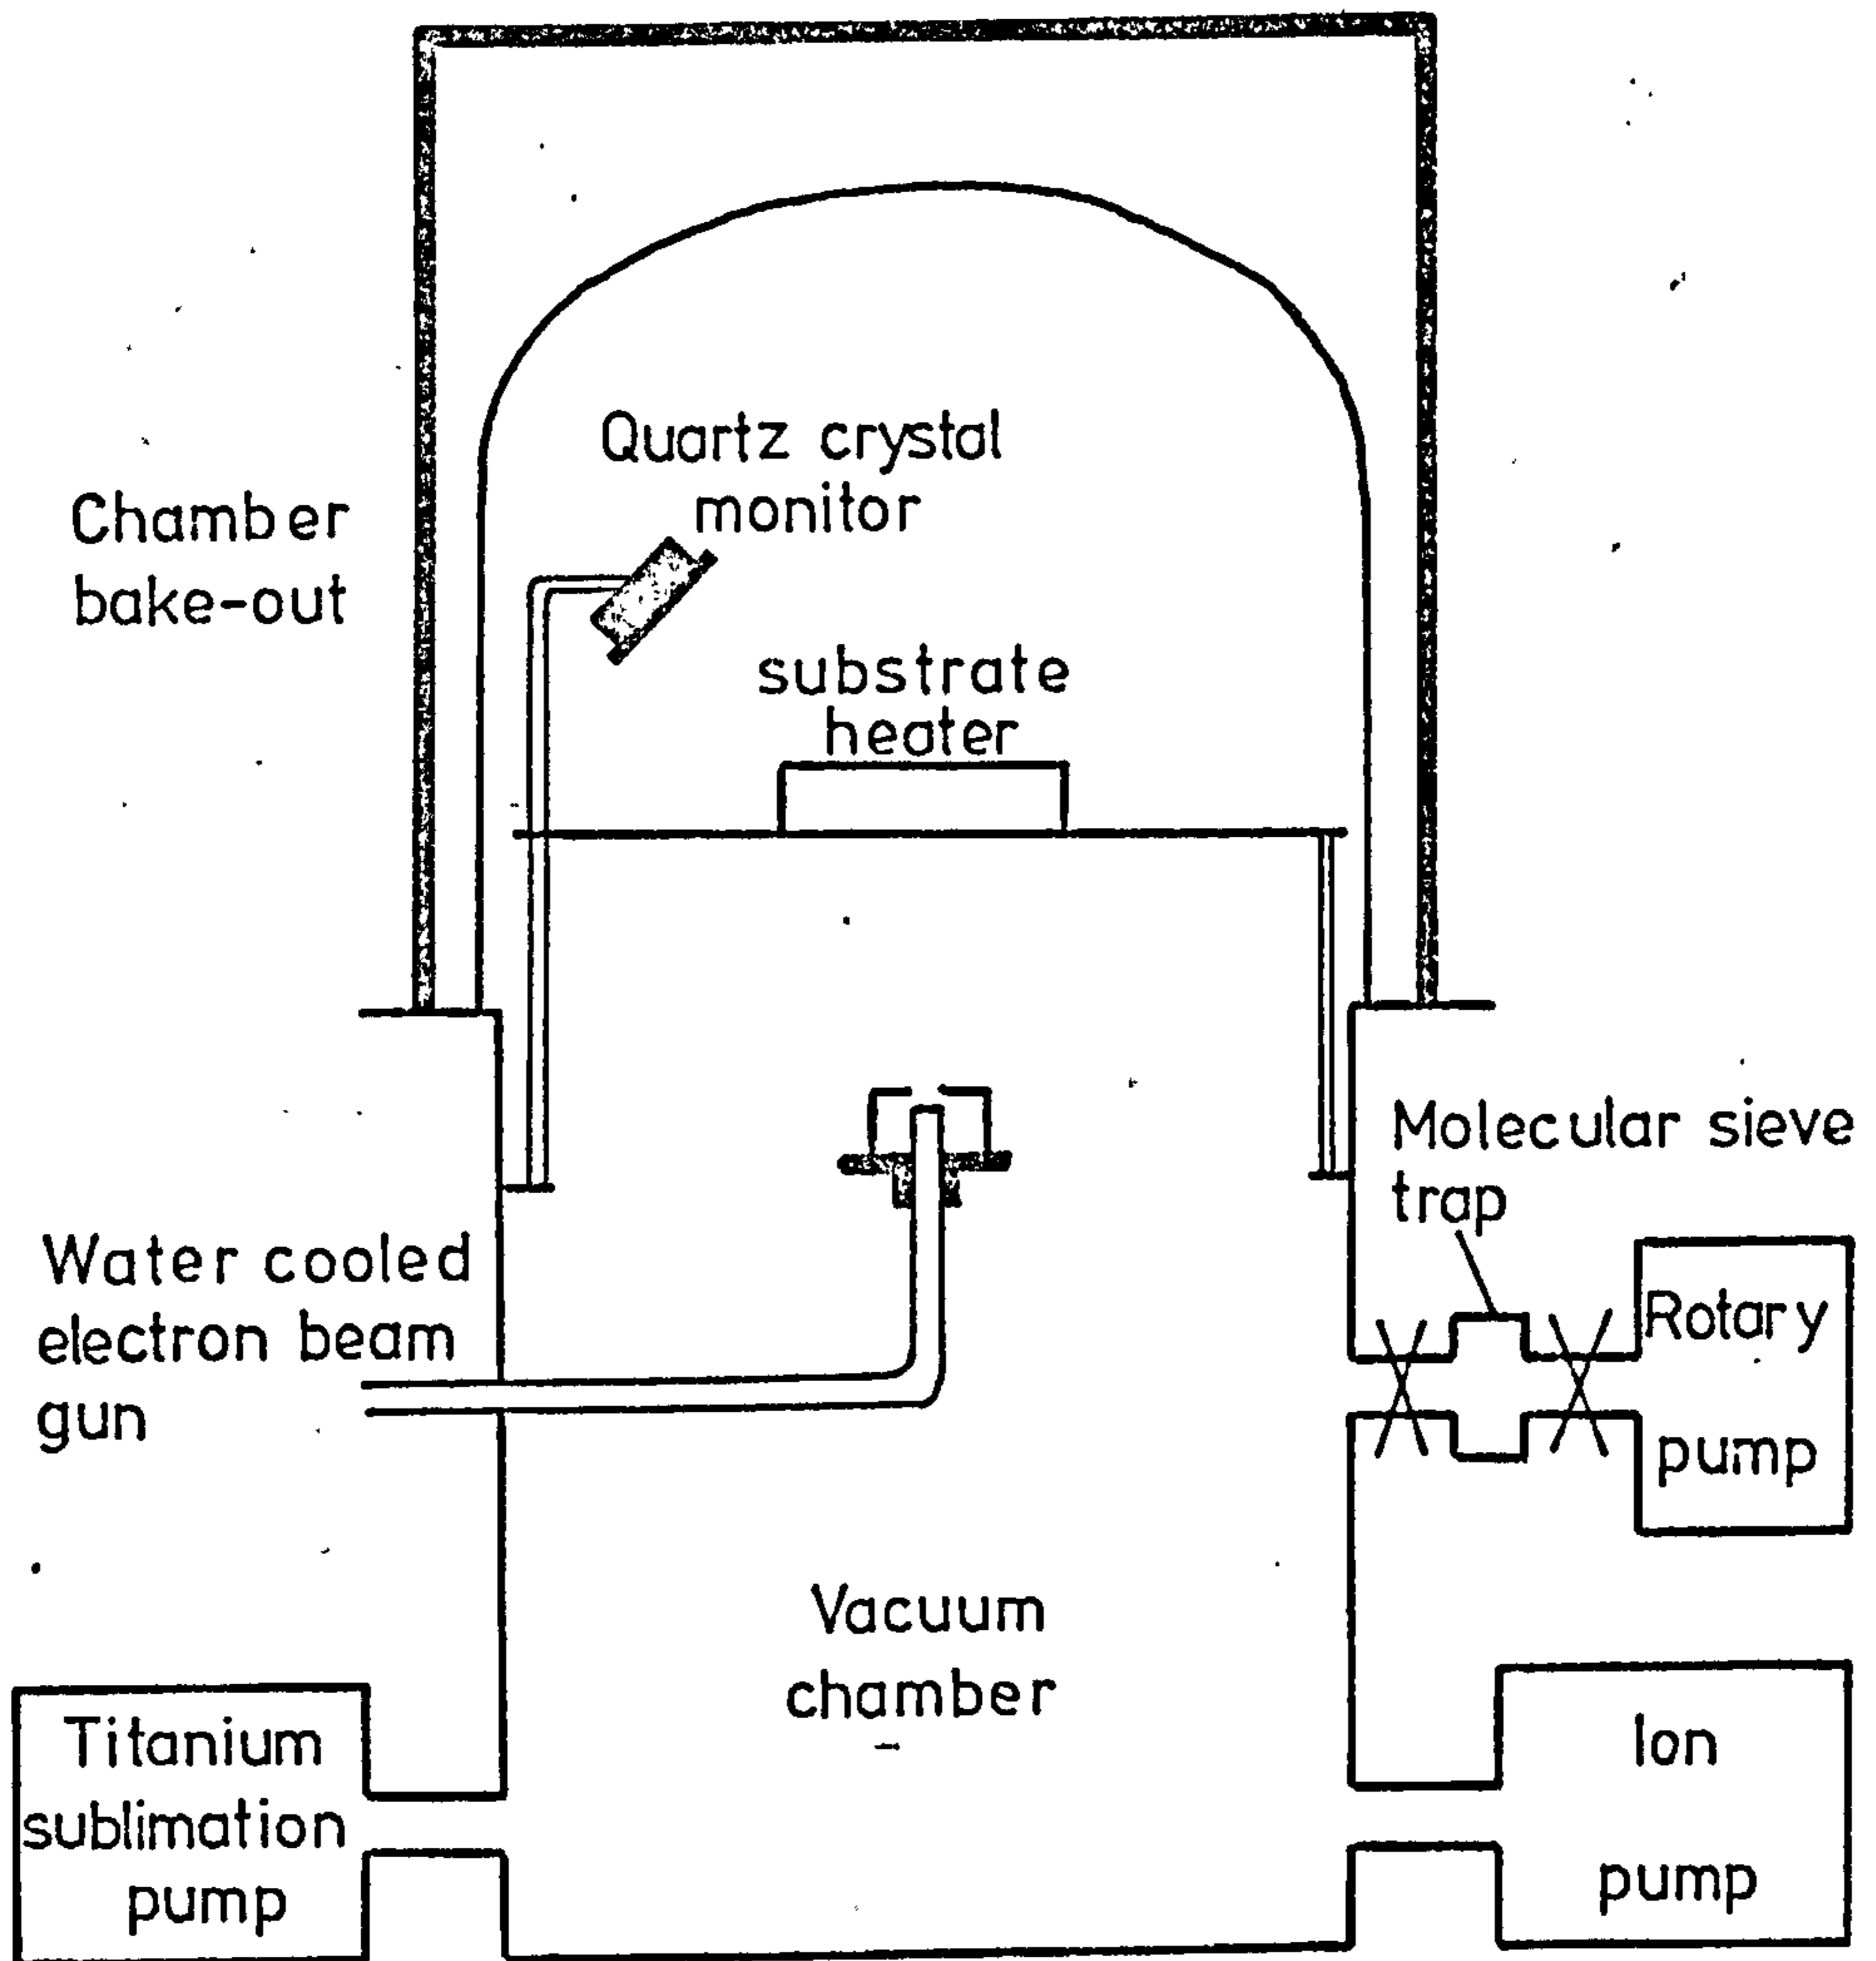 Quartz crystal
monitor
Chamber
bake-out
substrate
heater
Molecular sieve
trap
Water cooled
electron beam
gun
Rotary
pump
Vacuum
chamber
Titanium
sublimation
pump
Ion
pump